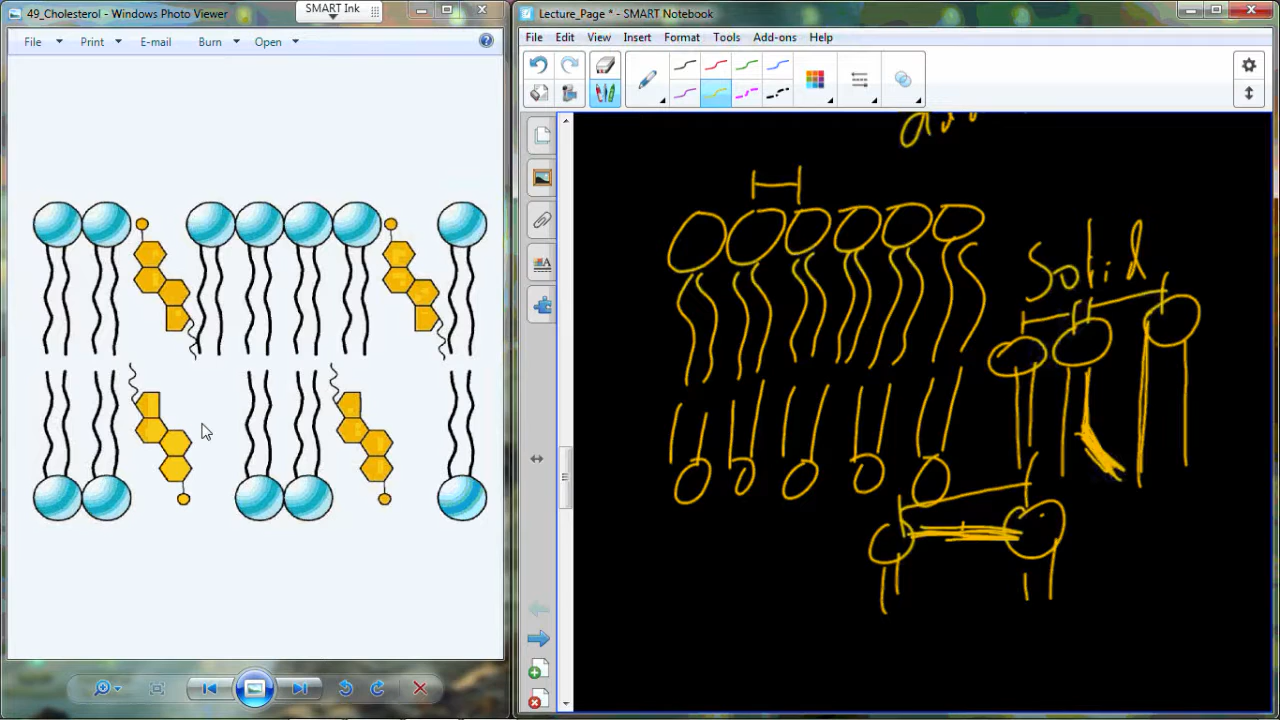 49_Cholesterol - Windows Photo Viewer
SMART Ink
File Print E-mail Burn Open
Lecture_Page * - SMART Notebook
File Edit View Insert Format Tools Add-ons Help
Solid